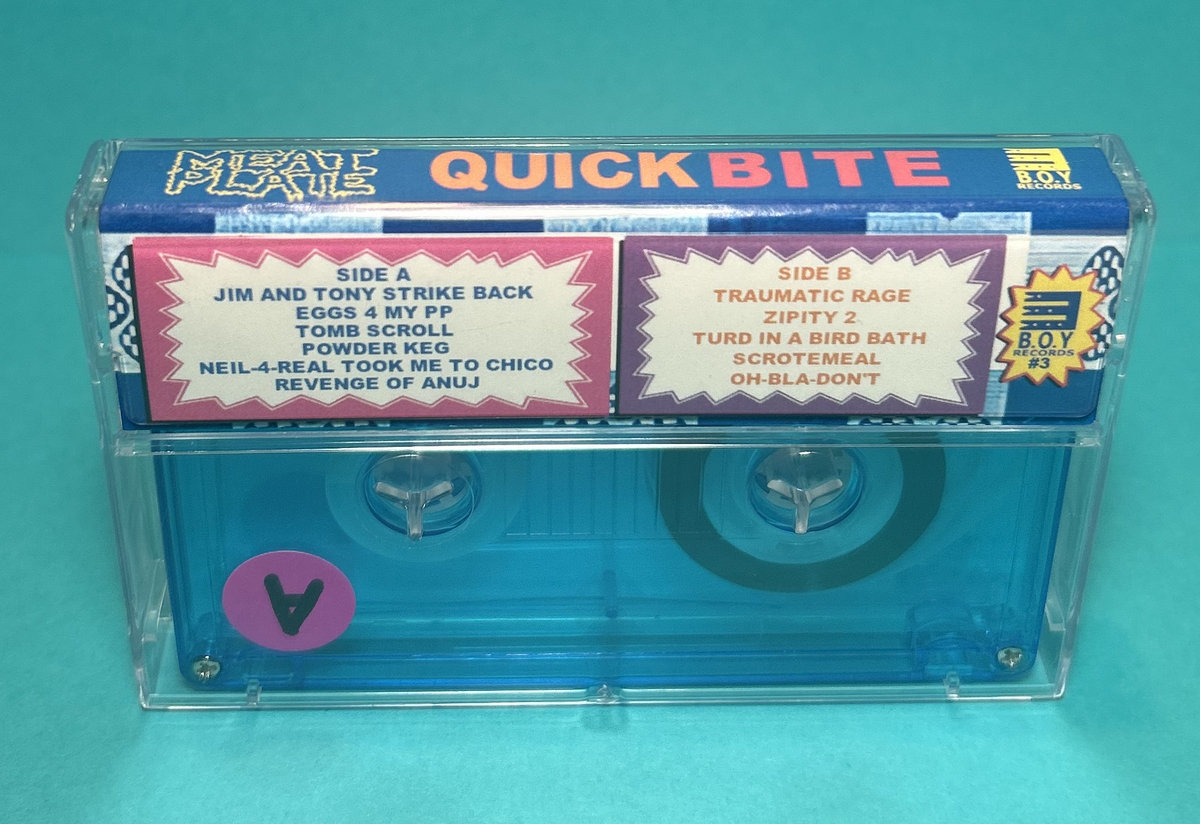 MEAT
PLATE
QUICK BITE
B.O.Y
RECORDS
SIDE A
JIM AND TONY STRIKE BACK
EGGS 4 MY PP
TOMB SCROLL
POWDER KEG
NEIL-4-REAL TOOK ME TO CHICO
REVENGE OF ANUJ
SIDE B
TRAUMATIC RAGE
ZIPITY 2
TURD IN A BIRD BATH
SCROTEMEAL
OH-BLA-DON'T
B.O.Y
RECORDS
#3
A